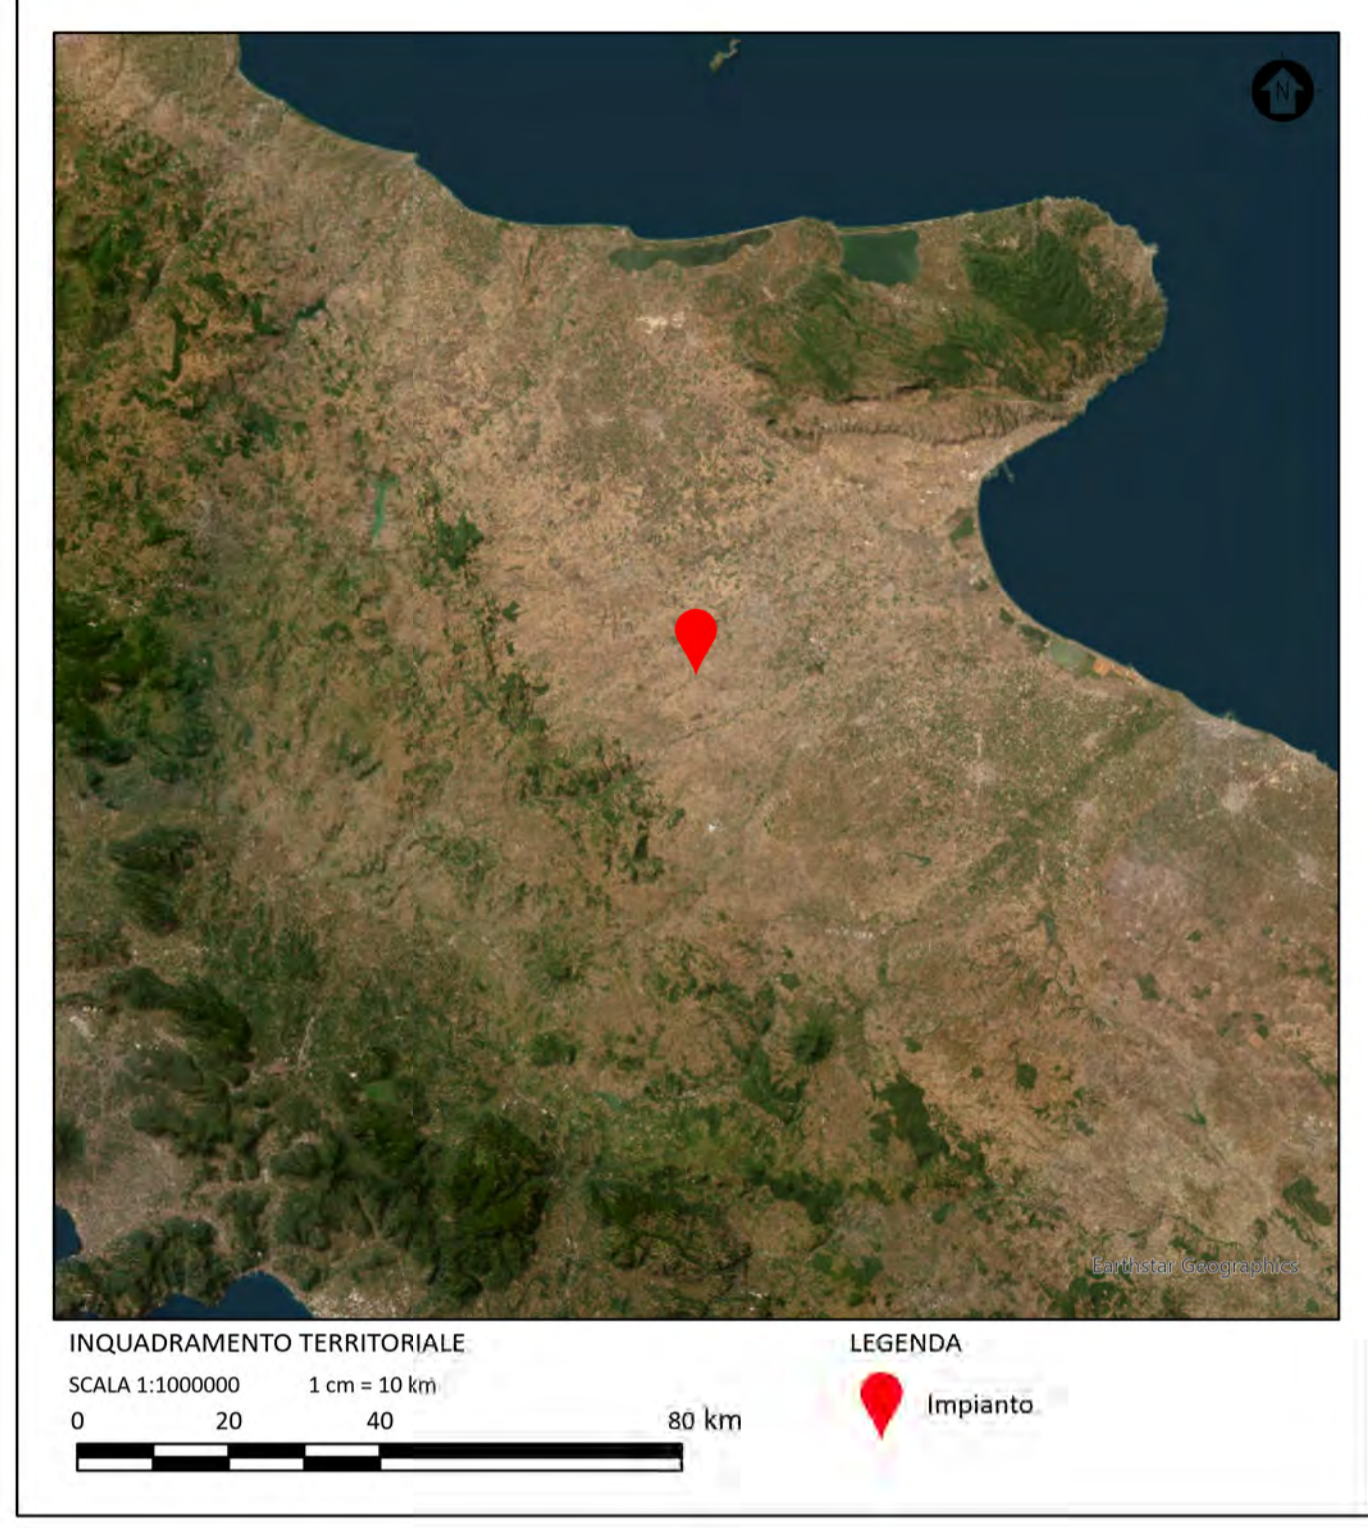 N
Earthstar Geographics
INQUADRAMENTO TERRITORIALE
LEGENDA
SCALA 1:1000000 1 cm = 10 km
Impianto
0 20 40 80 km